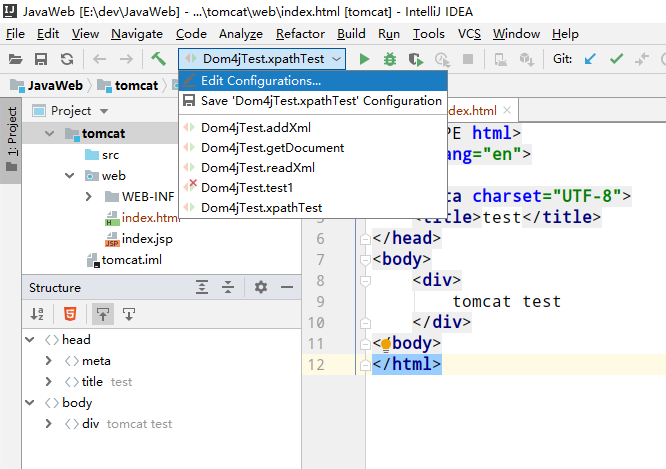 JavaWeb [E:\dev\JavaWeb] - ...\tomcat\web\index.html [tomcat] - IntelliJ IDEA
File Edit View Navigate Code Analyze Refactor Build Run Tools VCS Window Help
Dom4jTest.xpathTest Git:
JavaWeb tomcat
Edit Configurations...
Save 'Dom4jTest.xpathTest' Configuration
Dom4jTest.addXml
Dom4jTest.getDocument
Dom4jTest.readXml
Dom4jTest.test1
Dom4jTest.xpathTest
1: Project
Project
tomcat
src
web
WEB-INF
index.html
index.jsp
tomcat.iml
Structure
head
meta
title test
body
div tomcat test
ndex.html
PE html>
ang="en">
ta charset="UTF-8">
<title>test</title>
6 </head>
7 <body>
8 <div>
9 tomcat test
10 </div>
11 </body>
12 </html>